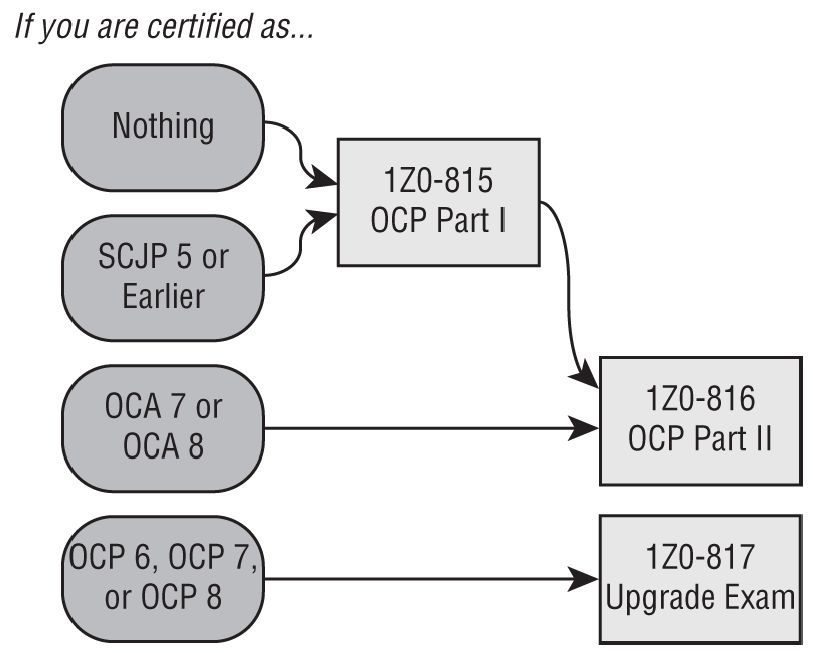 If you are certified as...
Nothing
1Z0-815
OCP Part I
SCJP 5 or
Earlier
OCA 7 or
OCA 8
1Z0-816
OCP Part II
OCP 6, OCP 7,
or OCP 8
1Z0-817
Upgrade Exam